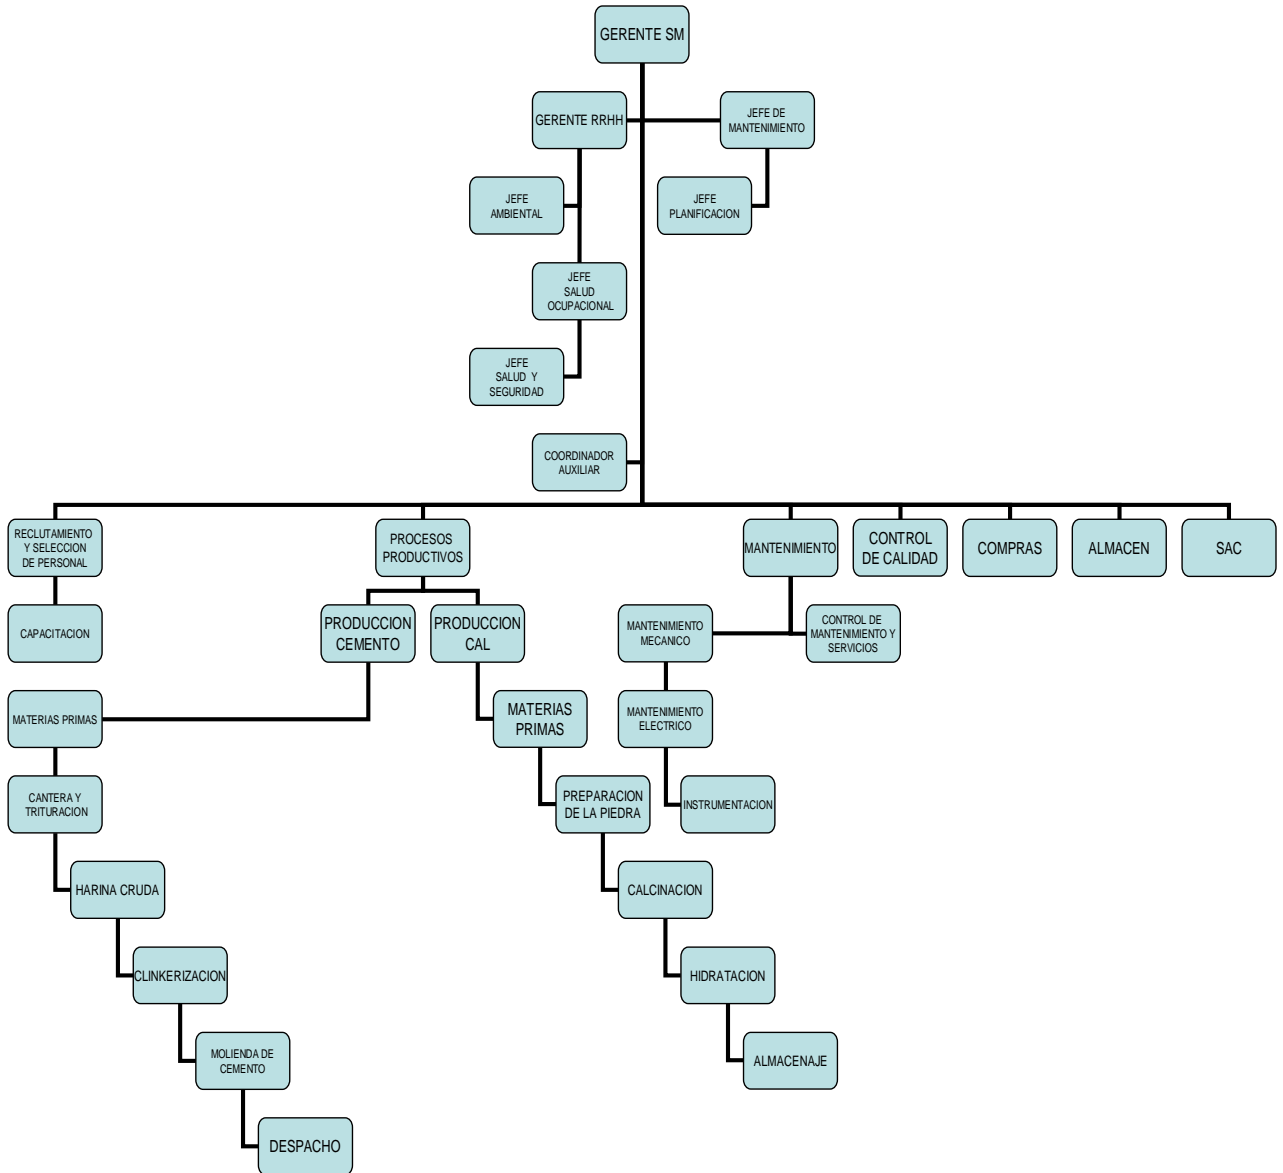 GERENTE SM
GERENTE RRHH
JEFE DE
MANTENIMIENTO
JEFE
AMBIENTAL
JEFE
PLANIFICACION
JEFE
SALUD
OCUPACIONAL
JEFE
SALUD Y
SEGURIDAD
COORDINADOR
AUXILIAR
RECLUTAMIENTO
Y SELECCION
DE PERSONAL
PROCESOS
PRODUCTIVOS
MANTENIMIENTO
CONTROL
DE CALIDAD
COMPRAS
ALMACEN
SAC
CAPACITACION
PRODUCCION
CEMENTO
PRODUCCION
CAL
MANTENIMIENTO
MECANICO
CONTROL DE
MANTENIMIENTO Y
SERVICIOS
MATERIAS PRIMAS
MATERIAS
PRIMAS
MANTENIMIENTO
ELECTRICO
CANTERA Y
TRITURACION
PREPARACION
DE LA PIEDRA
INSTRUMENTACION
HARINA CRUDA
CALCINACION
CLINKERIZACION
HIDRATACION
MOLIENDA DE
CEMENTO
ALMACENAJE
DESPACHO